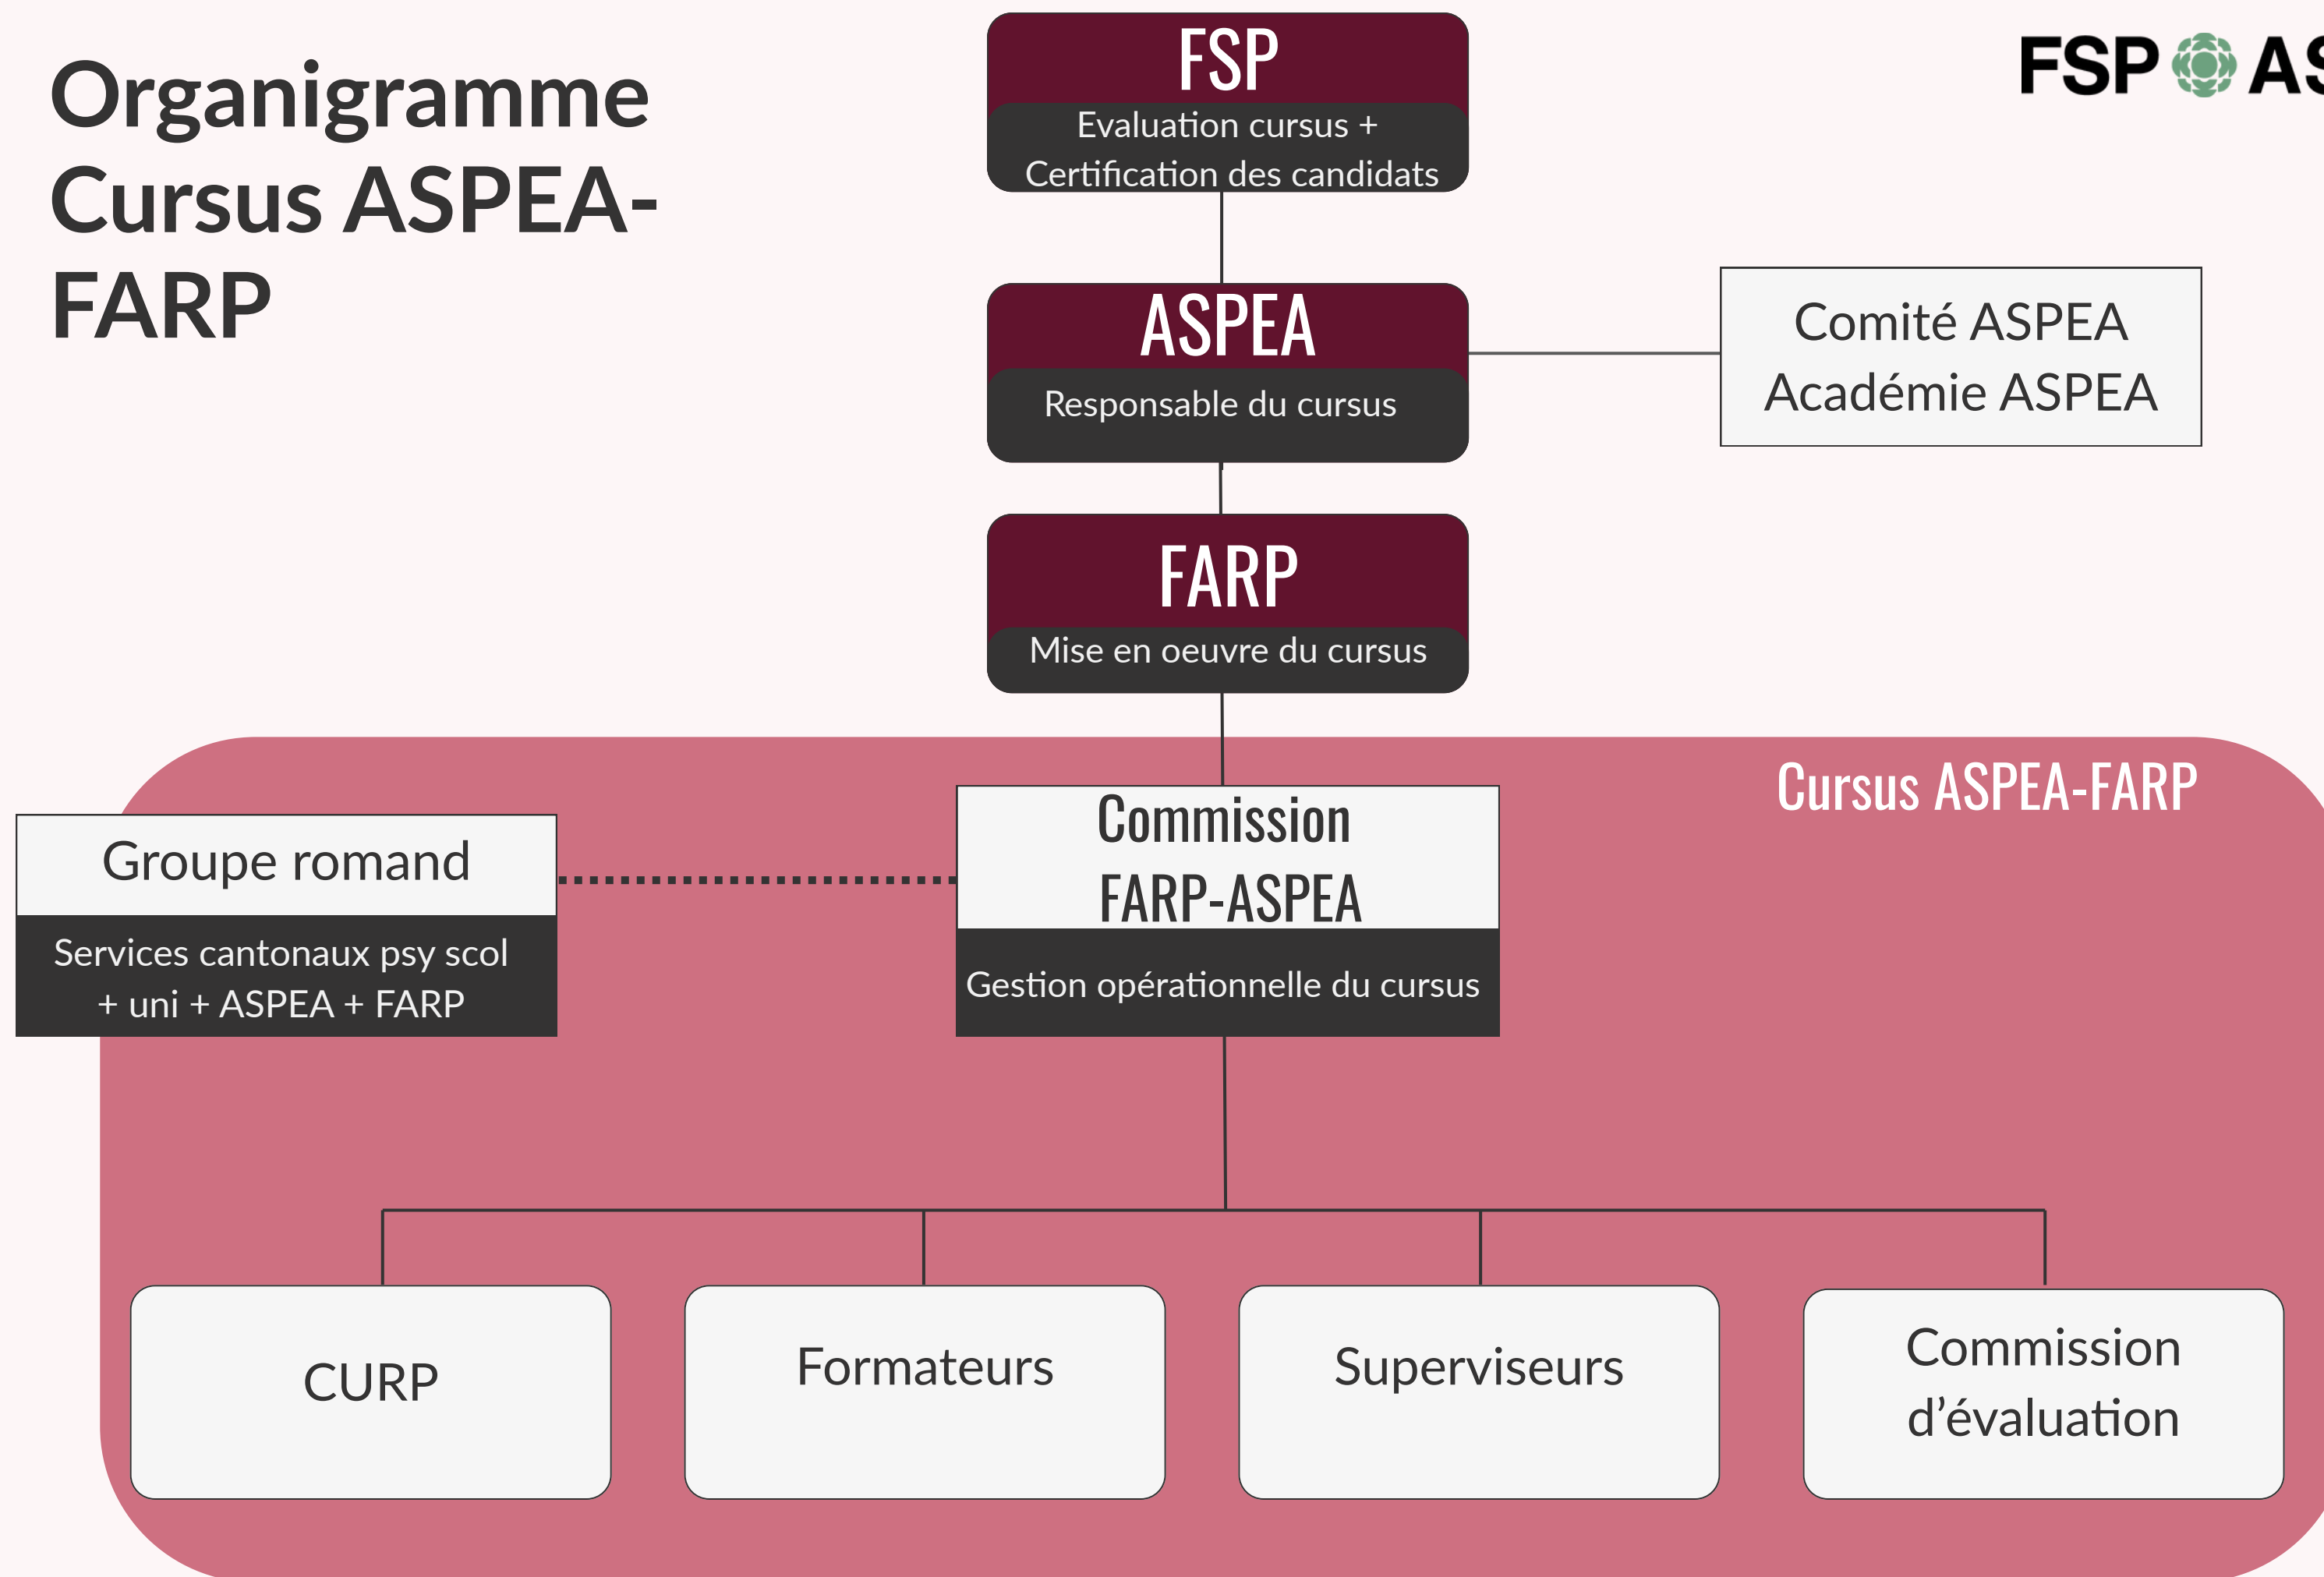 Organigramme
Cursus ASPEA-
FARP
FSP
Evaluation cursus +
Certification des candidats
FSP
ASPEA
Responsable du cursus
Comité ASPEA
Académie ASPEA
FARP
Mise en oeuvre du cursus
Cursus ASPEA-FARP
Groupe romand
Services cantonaux psy scol
+ uni + ASPEA + FARP
Commission
FARP-ASPEA
Gestion opérationnelle du cursus
CURP
Formateurs
Superviseurs
Commission
d’évaluation